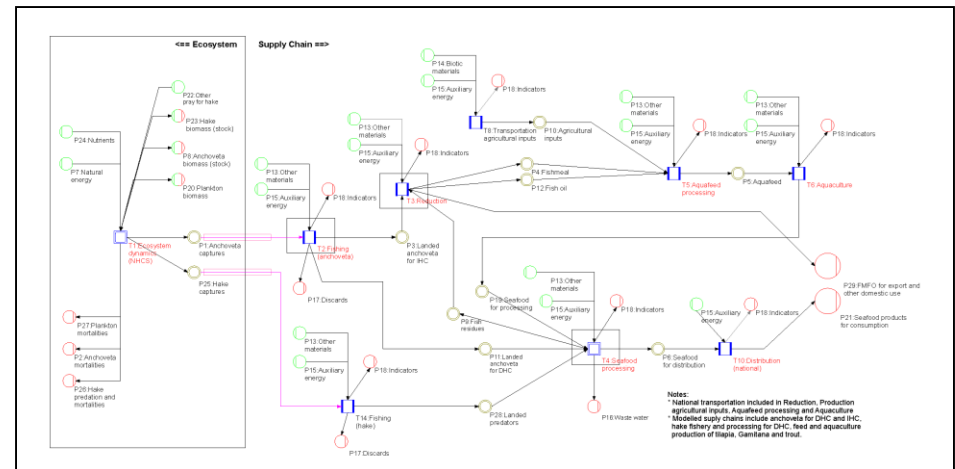 <== Ecosystem
Supply Chain ==>
P22:Other
pray for hake
P23:Hake
biomass (stock)
P8:Anchoveta
biomass (stock)
P20:Plankton
biomass
P24:Nutrients
P7:Natural
energy
T1:Ecosystem
dynamics
(NHCS)
P1:Anchoveta
captures
P25:Hake
captures
P27:Plankton
mortalities
P2:Anchoveta
mortalities
P26:Hake
predation and
mortalities
P13:Other
materials
P15:Auxiliary
energy
P18:Indicators
T2:Fishing
(anchoveta)
P17:Discards
P3:Landed
anchoveta
for IHC
P13:Other
materials
P15:Auxiliary
energy
P18:Indicators
T3:Reduction
P14:Biotic
materials
P15:Auxiliary
energy
P18:Indicators
T8:Transportation
agricultural inputs
P10:Agricultural
inputs
P4:Fishmeal
P12:Fish oil
P13:Other
materials
P15:Auxiliary
energy
P18:Indicators
T5:Aquafeed
processing
P5:Aquafeed
P13:Other
materials
P15:Auxiliary
energy
P18:Indicators
T6:Aquaculture
P29:FMFO for export and
other domestic use
P21:Seafood products
for consumption
P19:Seafood
for processing
P9:Fish
residues
P11:Landed
anchoveta
for DHC
P13:Other
materials
P15:Auxiliary
energy
P18:Indicators
T4:Seafood
processing
P16:Waste water
P6:Seafood
for distribution
P15:Auxiliary
energy
P18:Indicators
T10:Distribution
(national)
P13:Other
materials
P15:Auxiliary
energy
P18:Indicators
T14:Fishing
(hake)
P17:Discards
P28:Landed
predators
Notes:
* National transportation included in Reduction, Production
agricultural inputs, Aquafeed processing and Aquaculture
* Modelled suply chains include anchoveta for DHC and IHC,
hake fishery and processing for DHC, feed and aquaculture
production of tilapia, Gamitana and trout.